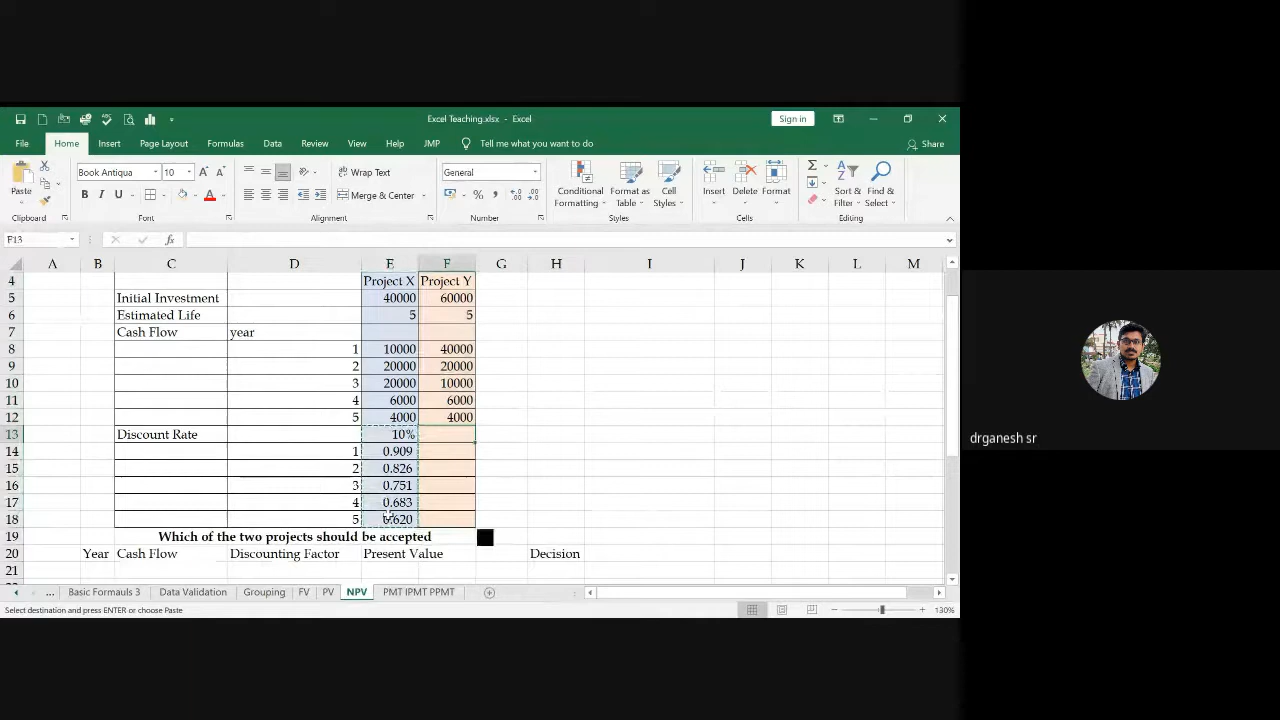 Excel Teaching.xlsx - Excel
Sign in
File Home Insert Page Layout Formulas Data Review View Help JMP Tell me what you want to do Share
Paste
Book Antiqua 10
B I U
Wrap Text
Merge & Center
General
Conditional Formatting
Format as Table
Cell Styles
Insert Delete Format
Sort & Filter
Find & Select
Clipboard Font Alignment Number Styles Cells Editing
F13 fx
A B C D E F G H I J K L M
4 Project X Project Y
5 Initial Investment 40000 60000
6 Estimated Life 5 5
7 Cash Flow year
8 1 10000 40000
9 2 20000 20000
10 3 20000 10000
11 4 6000 6000
12 5 4000 4000
13 Discount Rate 10%
14 1 0.909
15 2 0.826
16 3 0.751
17 4 0.683
18 5 0.620
19 Which of the two projects should be accepted
20 Year Cash Flow Discounting Factor Present Value Decision
21
... Basic Formauls 3 Data Validation Grouping FV PV NPV PMT IPMT PPMT
Select destination and press ENTER or choose Paste
130%
drganesh sr